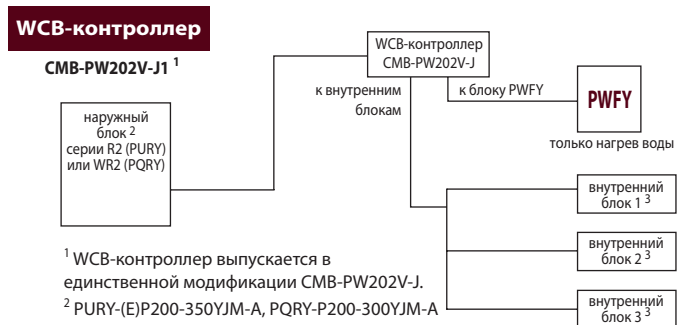 WCB-контроллер
CMB-PW202V-J1 ¹
наружный
блок ²
серии R2 (PURY)
или WR2 (PQRY)
WCB-контроллер
CMB-PW202V-J
к внутренним
блокам
к блоку PWFY
PWFY
только нагрев воды
внутренний
блок 1 ³
внутренний
блок 2 ³
внутренний
блок 3 ³
¹ WCB-контроллер выпускается в
единственной модификации CMB-PW202V-J.
² PURY-(E)P200-350YJM-A, PQRY-P200-300YJM-A